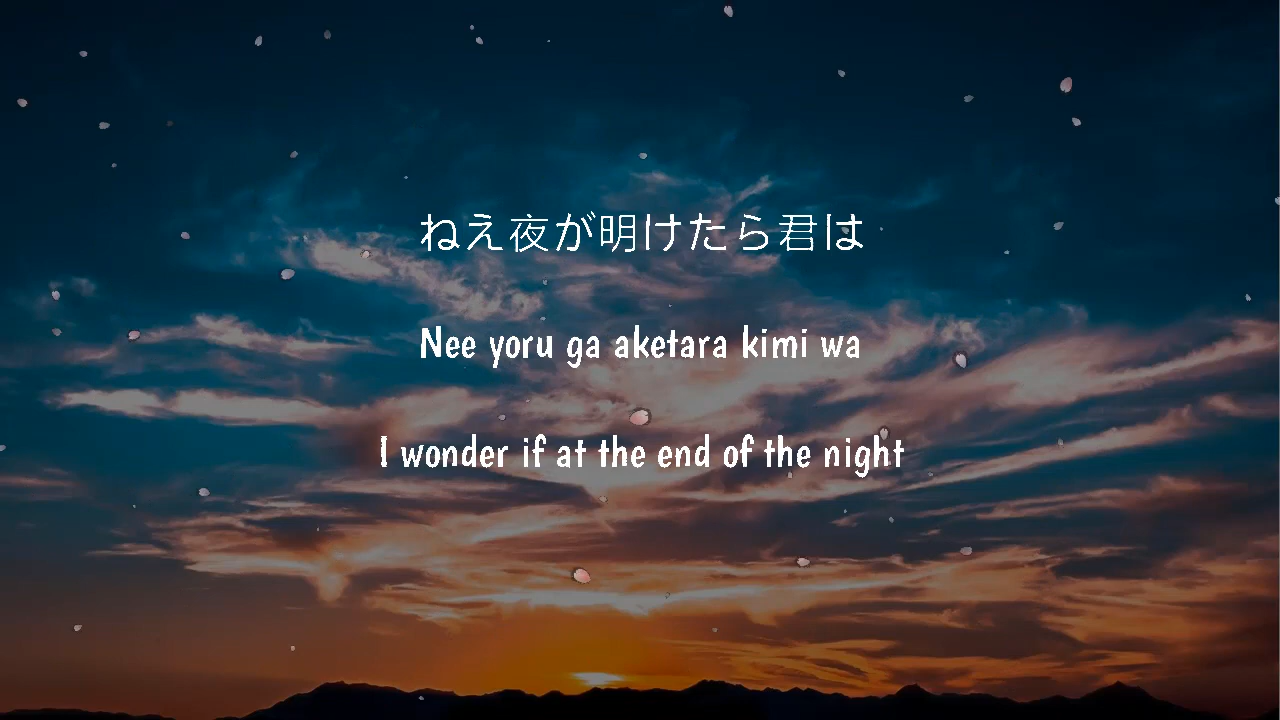 ねえ夜が明けたら君は
Nee yoru ga aketara kimi wa
I wonder if at the end of the night